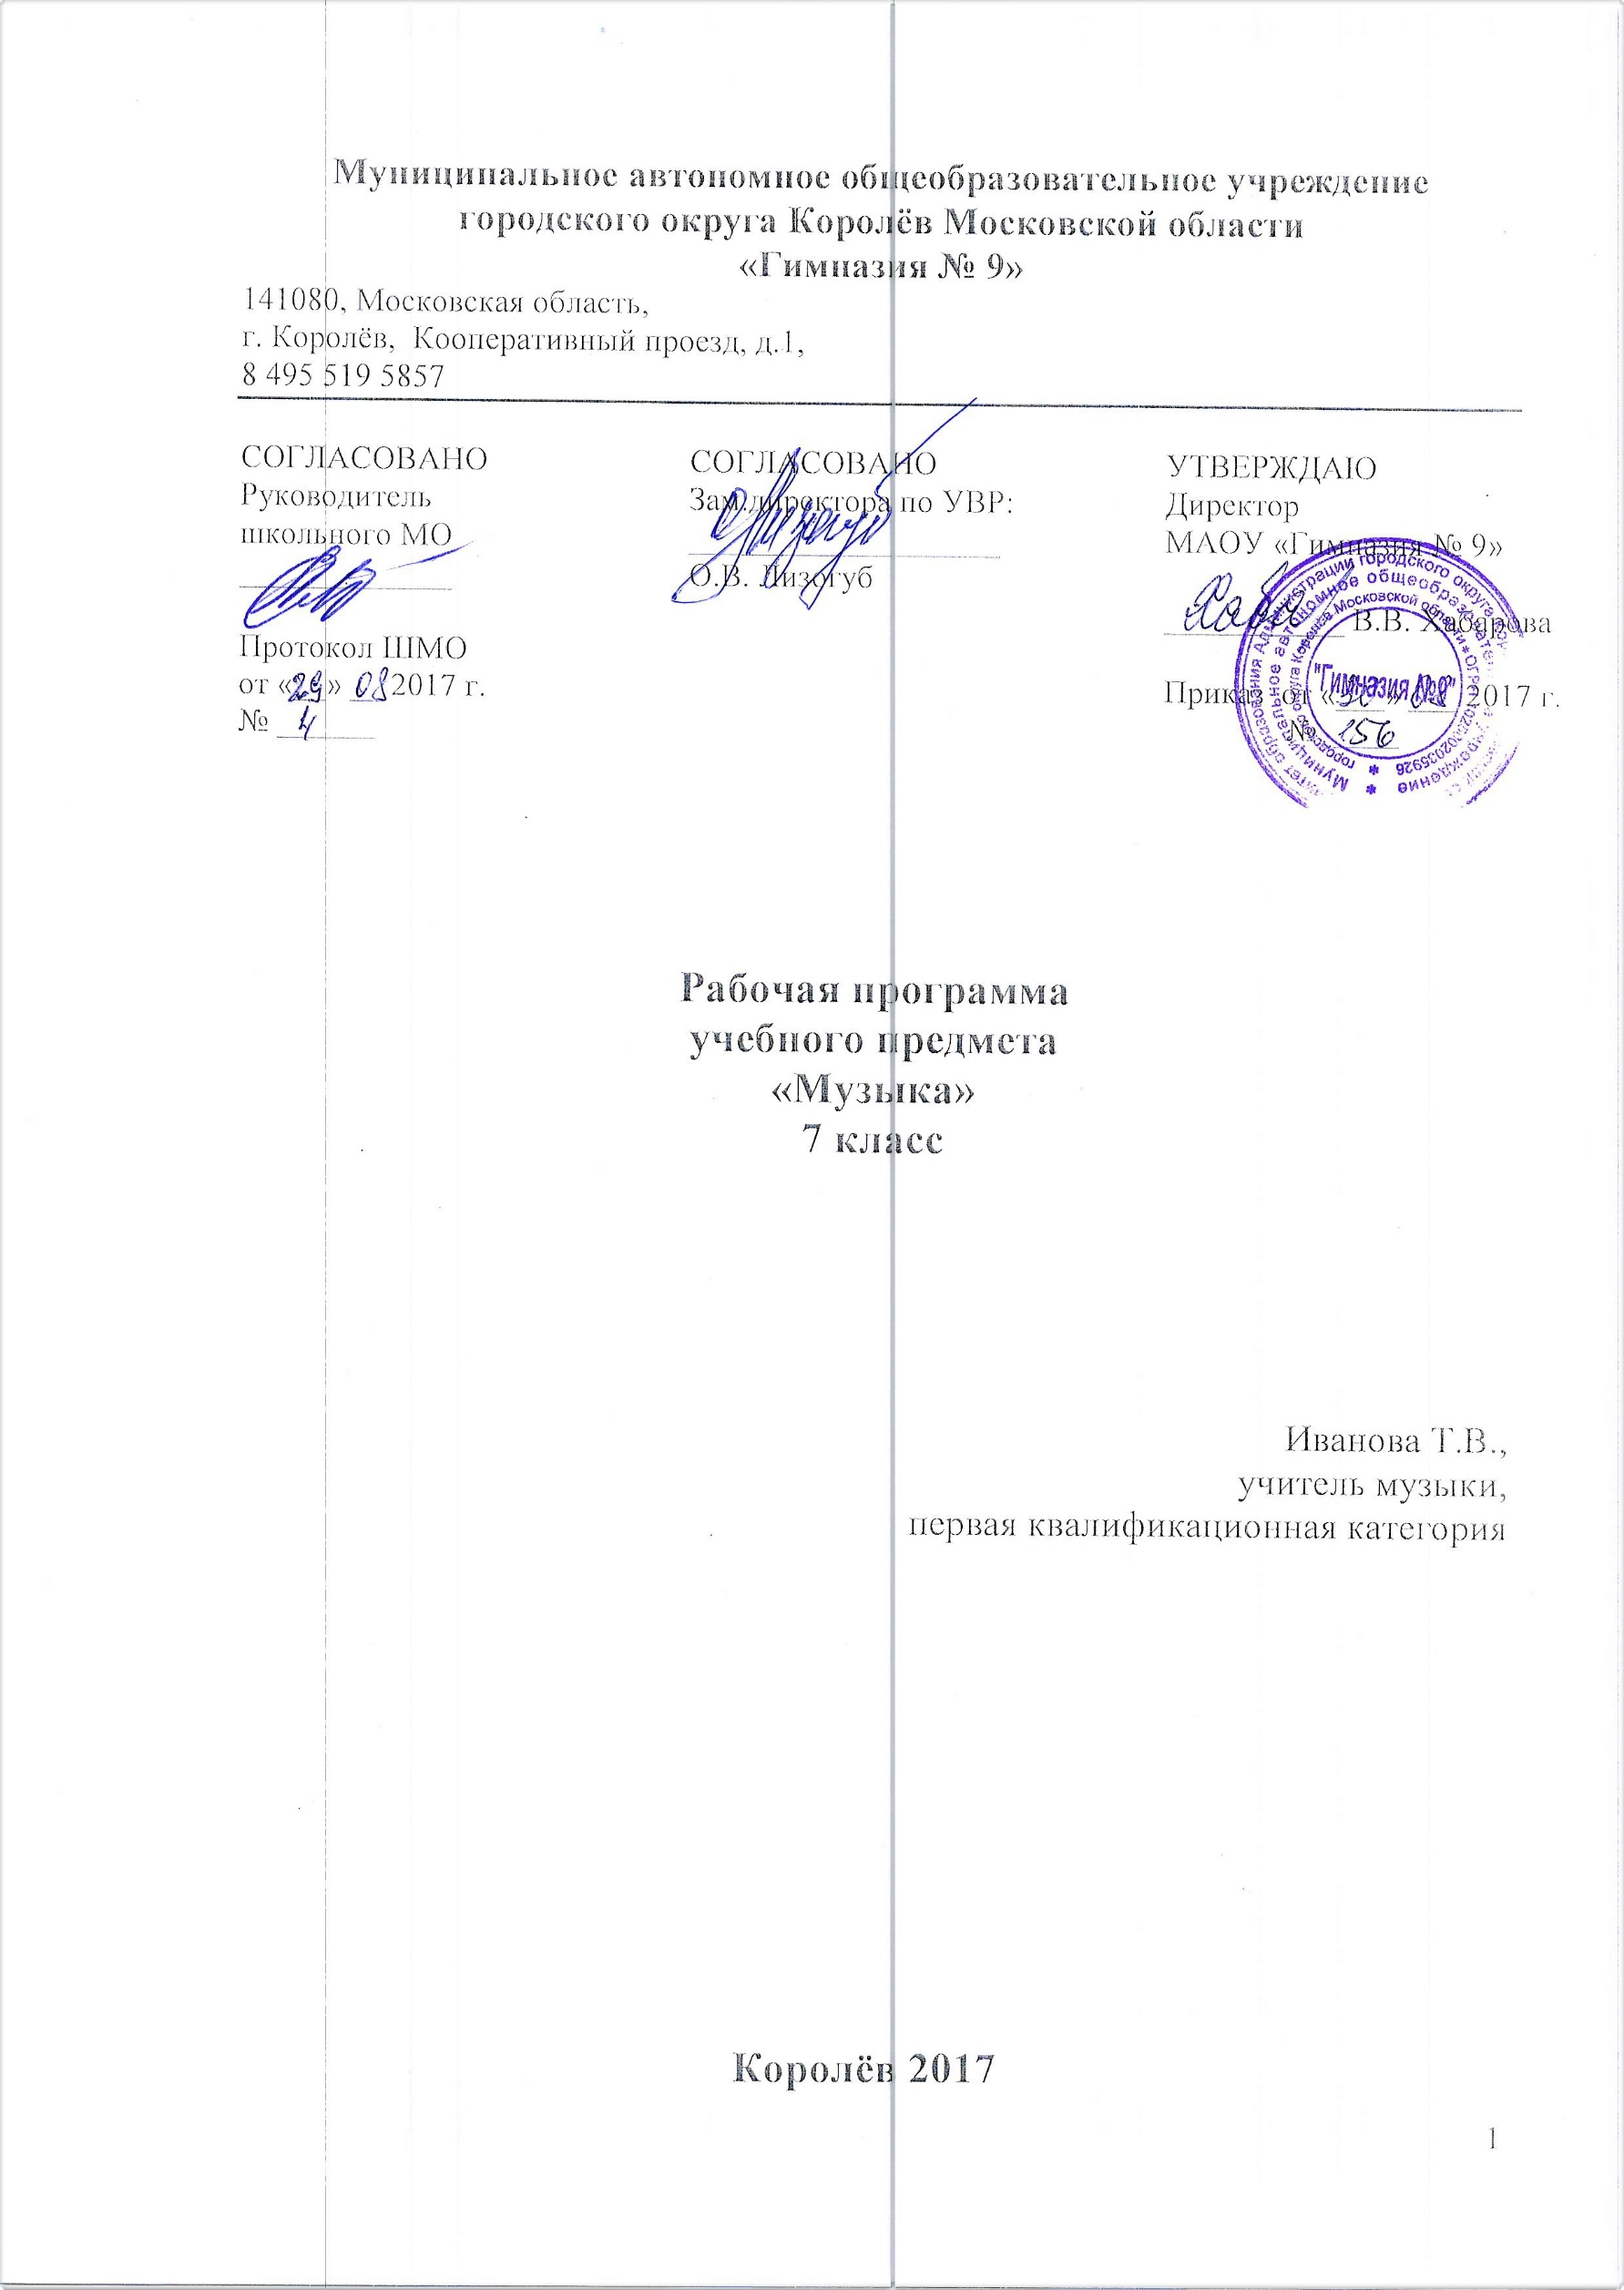 Муниципальное автономное общеобразовательное учреждение
городского округа Королёв Московской области
«Гимназия № 9»
141080, Московская область,
г. Королёв, Кооперативный проезд, д.1,
8 495 519 5857
СОГЛАСОВАНО
Руководитель
школьного МО
Протокол ШМО
от «29» 08 2017 г.
№ 4
СОГЛАСОВАНО
Зам.директора по УВР:
О.В. Лизогуб
УТВЕРЖДАЮ
Директор
МАОУ «Гимназия № 9»
В.В. Хабарова
Приказ от «30» 08 2017 г.
№ 156
"Гимназия №9"
Рабочая программа
учебного предмета
«Музыка»
7 класс
Иванова Т.В.,
учитель музыки,
первая квалификационная категория
Королёв 2017
1